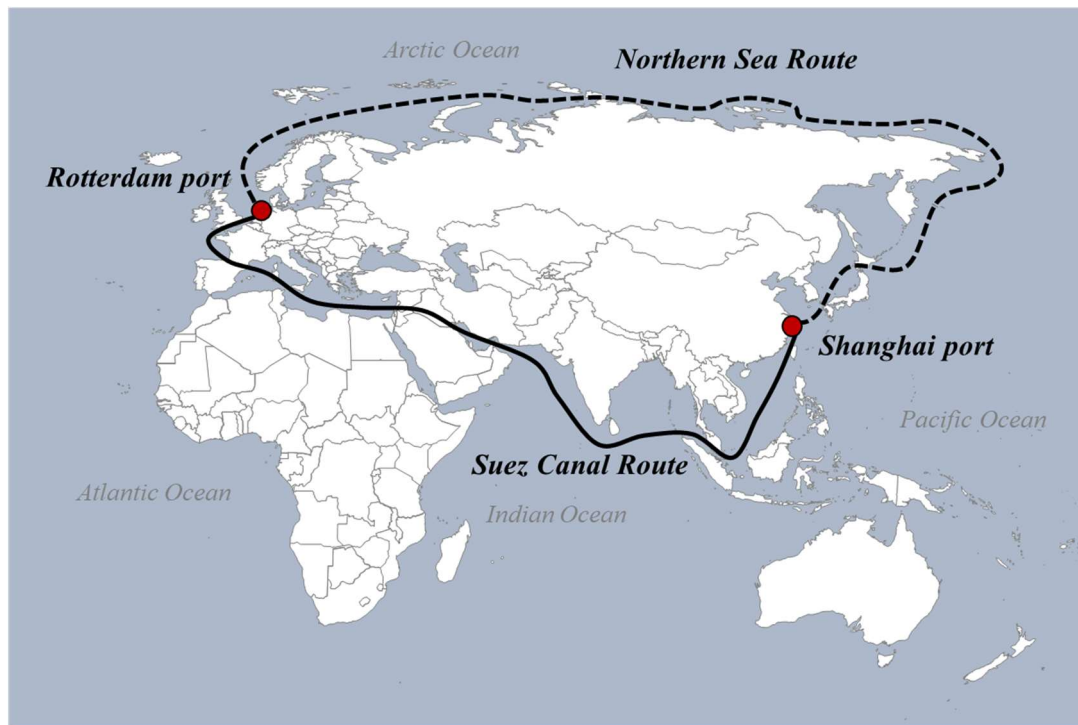 Arctic Ocean
Northern Sea Route
Rotterdam port
Shanghai port
Pacific Ocean
Suez Canal Route
Atlantic Ocean
Indian Ocean